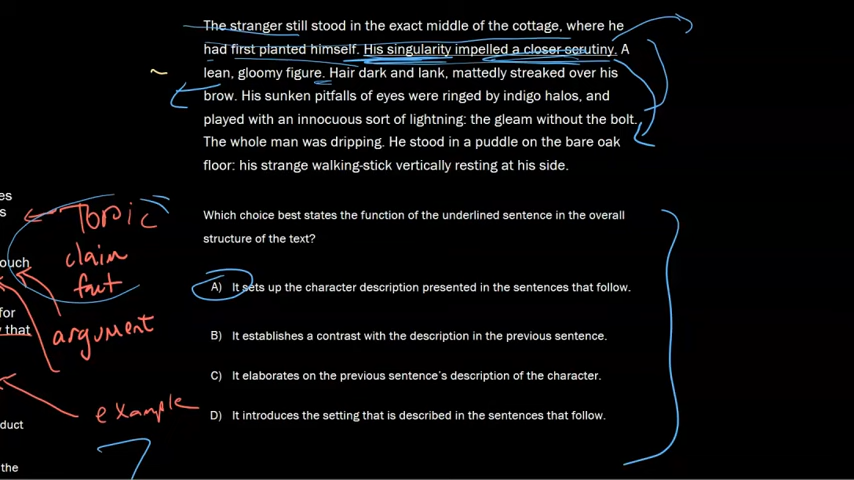 The stranger still stood in the exact middle of the cottage, where he
had first planted himself. His singularity impelled a closer scrutiny. A
lean, gloomy figure. Hair dark and lank, mattedly streaked over his
brow. His sunken pitfalls of eyes were ringed by indigo halos, and
played with an innocuous sort of lightning: the gleam without the bolt.
The whole man was dripping. He stood in a puddle on the bare oak
floor: his strange walking-stick vertically resting at his side.
Which choice best states the function of the underlined sentence in the overall
structure of the text?
A) It sets up the character description presented in the sentences that follow.
B) It establishes a contrast with the description in the previous sentence.
C) It elaborates on the previous sentence's description of the character.
D) It introduces the setting that is described in the sentences that follow.
Topic
claim
fact
argument
example
es
s
ouch
for
y that
duct
the